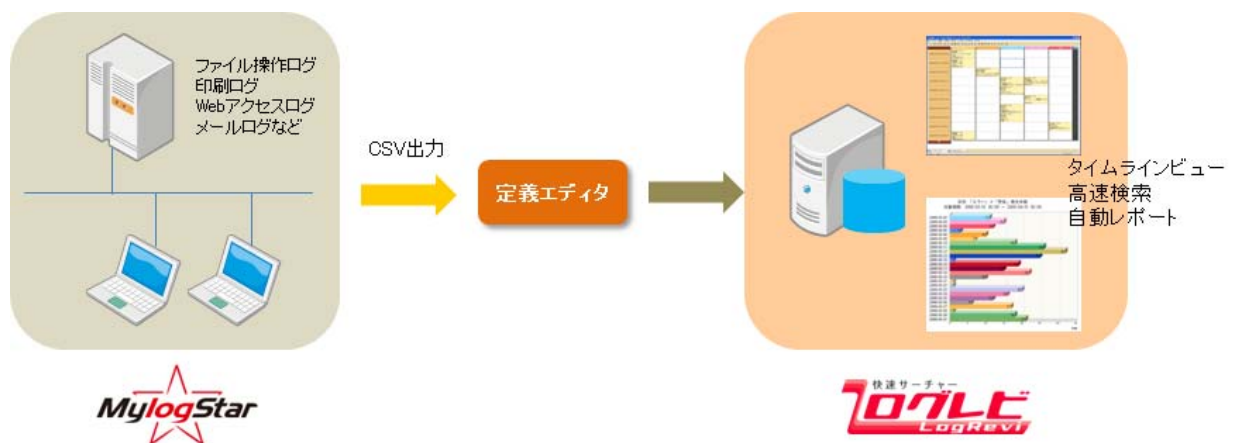 ファイル操作ログ
印刷ログ
Webアクセスログ
メールログなど
CSV出力
定義エディタ
タイムラインビュー
高速検索
自動レポート
MylogStar
快速サーチャー
ログレビ
LogRevi